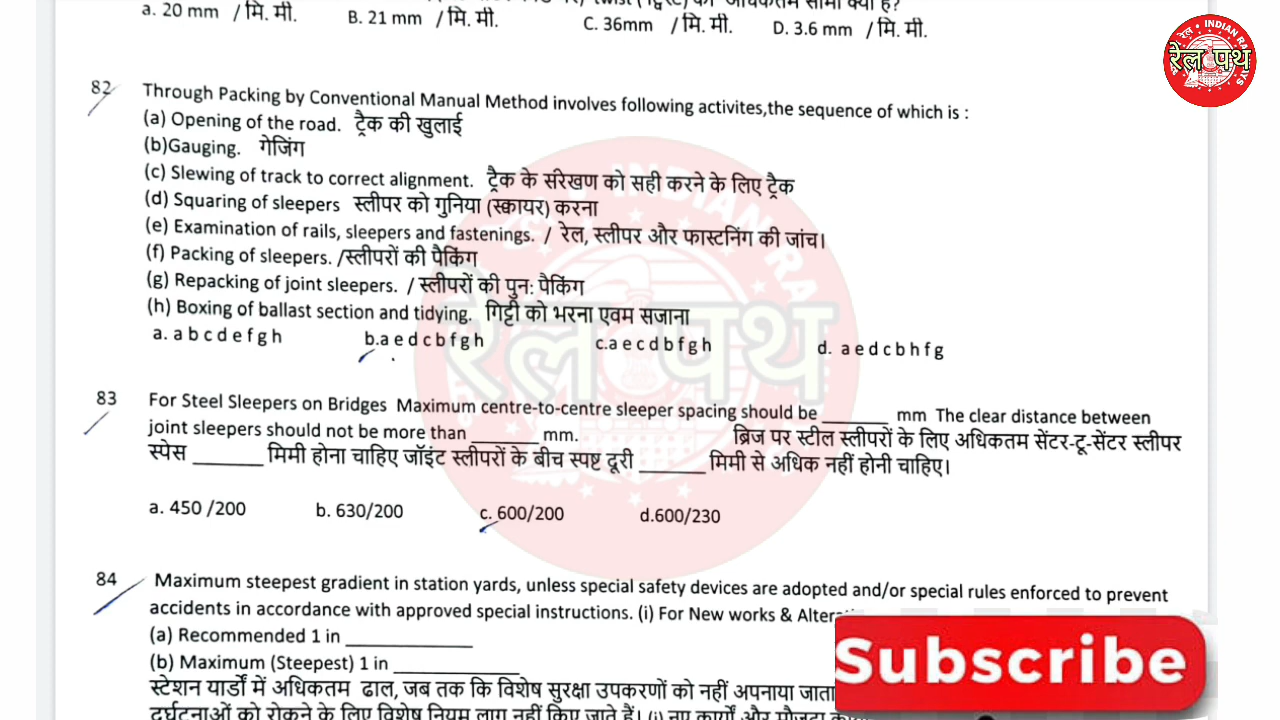 a. 20 mm / मि. मी. B. 21 mm / मि. मी. C. 36mm / मि. मी. D. 3.6 mm / मि. मी.
INDIAN
रेल पथ
82 Through Packing by Conventional Manual Method involves following activites,the sequence of which is :
(a) Opening of the road. ट्रैक की खुलाई
(b)Gauging. गेजिंग
(c) Slewing of track to correct alignment. ट्रैक के संरेखण को सही करने के लिए ट्रैक
(d) Squaring of sleepers स्लीपर को गुनिया (स्क्वायर) करना
(e) Examination of rails, sleepers and fastenings. / रेल, स्लीपर और फास्टनिंग की जांच।
(f) Packing of sleepers. /स्लीपरों की पैकिंग
(g) Repacking of joint sleepers. / स्लीपरों की पुन: पैकिंग
(h) Boxing of ballast section and tidying. गिट्टी को भरना एवम सजाना
a. a b c d e f g h b.a e d c b f g h c.a e c d b f g h d. a e d c b h f g
रेल पथ
83 For Steel Sleepers on Bridges Maximum centre-to-centre sleeper spacing should be _______ mm The clear distance between
joint sleepers should not be more than _______ mm. ब्रिज पर स्टील स्लीपरों के लिए अधिकतम सेंटर-टू-सेंटर स्लीपर
स्पेस _______ मिमी होना चाहिए जॉइंट स्लीपरों के बीच स्पष्ट दूरी _______ मिमी से अधिक नहीं होनी चाहिए।
a. 450 /200 b. 630/200 c. 600/200 d.600/230
84 Maximum steepest gradient in station yards, unless special safety devices are adopted and/or special rules enforced to prevent
accidents in accordance with approved special instructions. (i) For New works &
(a) Recommended 1 in _____________
(b) Maximum (Steepest) 1 in _____________
स्टेशन यार्डों में अधिकतम ढाल, जब तक कि विशेष सुरक्षा उपकरणों को नहीं अपनाया जाता
दुर्घटनाओं को रोकने के लिए विशेष नियम लागू नहीं किए जाते हैं। (i) नए कार्यों और मौजूदा
Subscribe